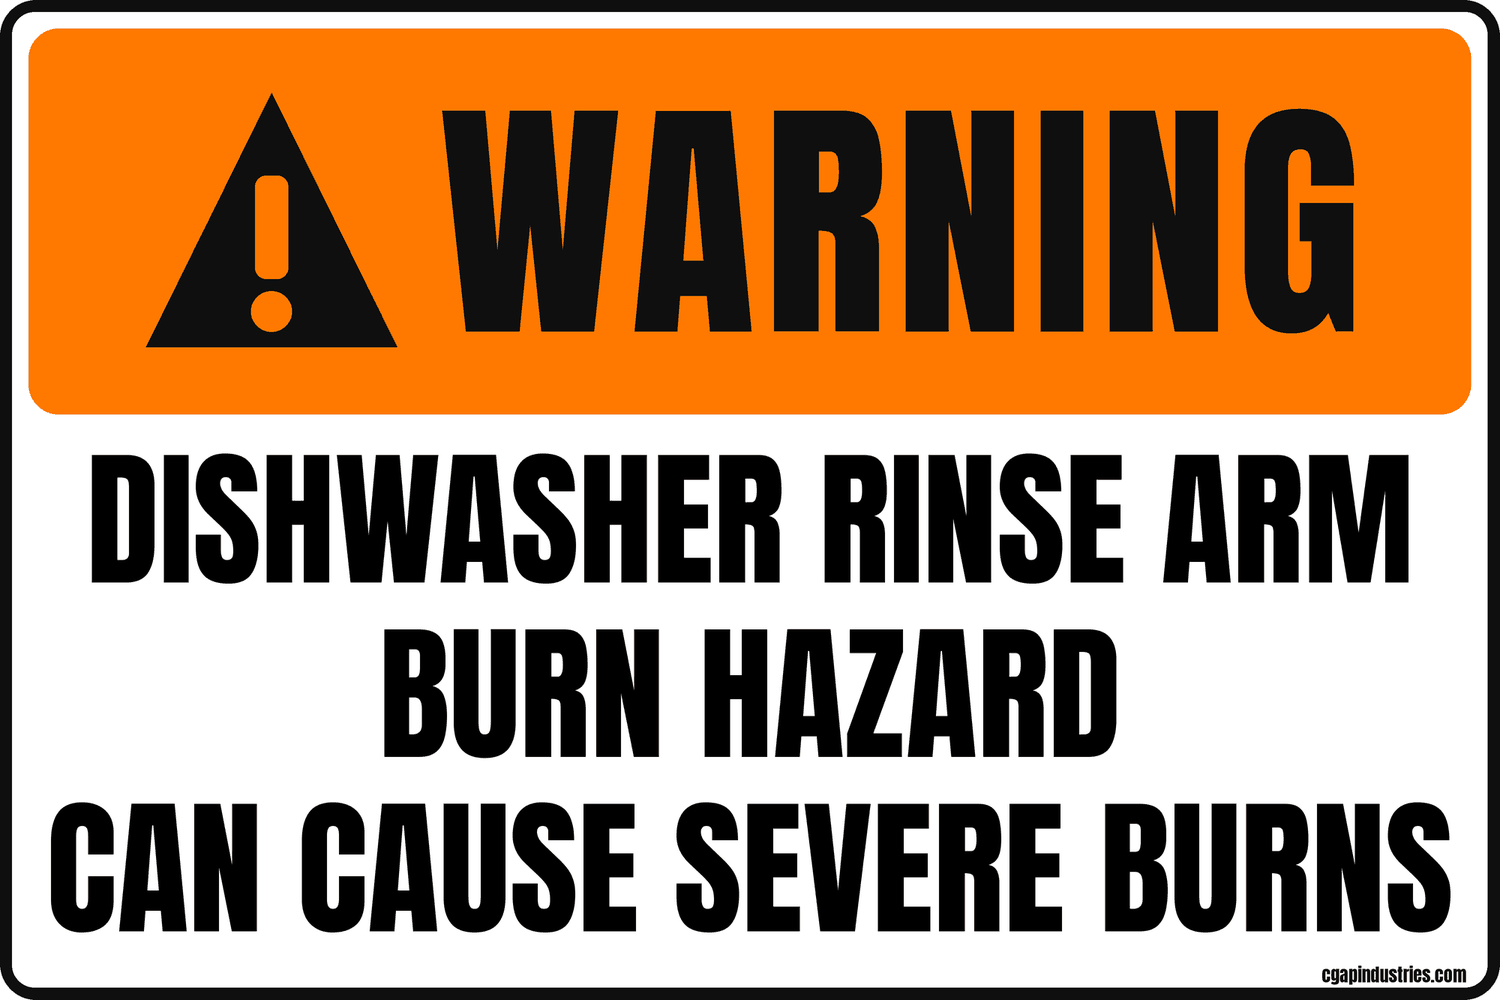 WARNING
DISHWASHER RINSE ARM
BURN HAZARD
CAN CAUSE SEVERE BURNS
cgapindustries.com